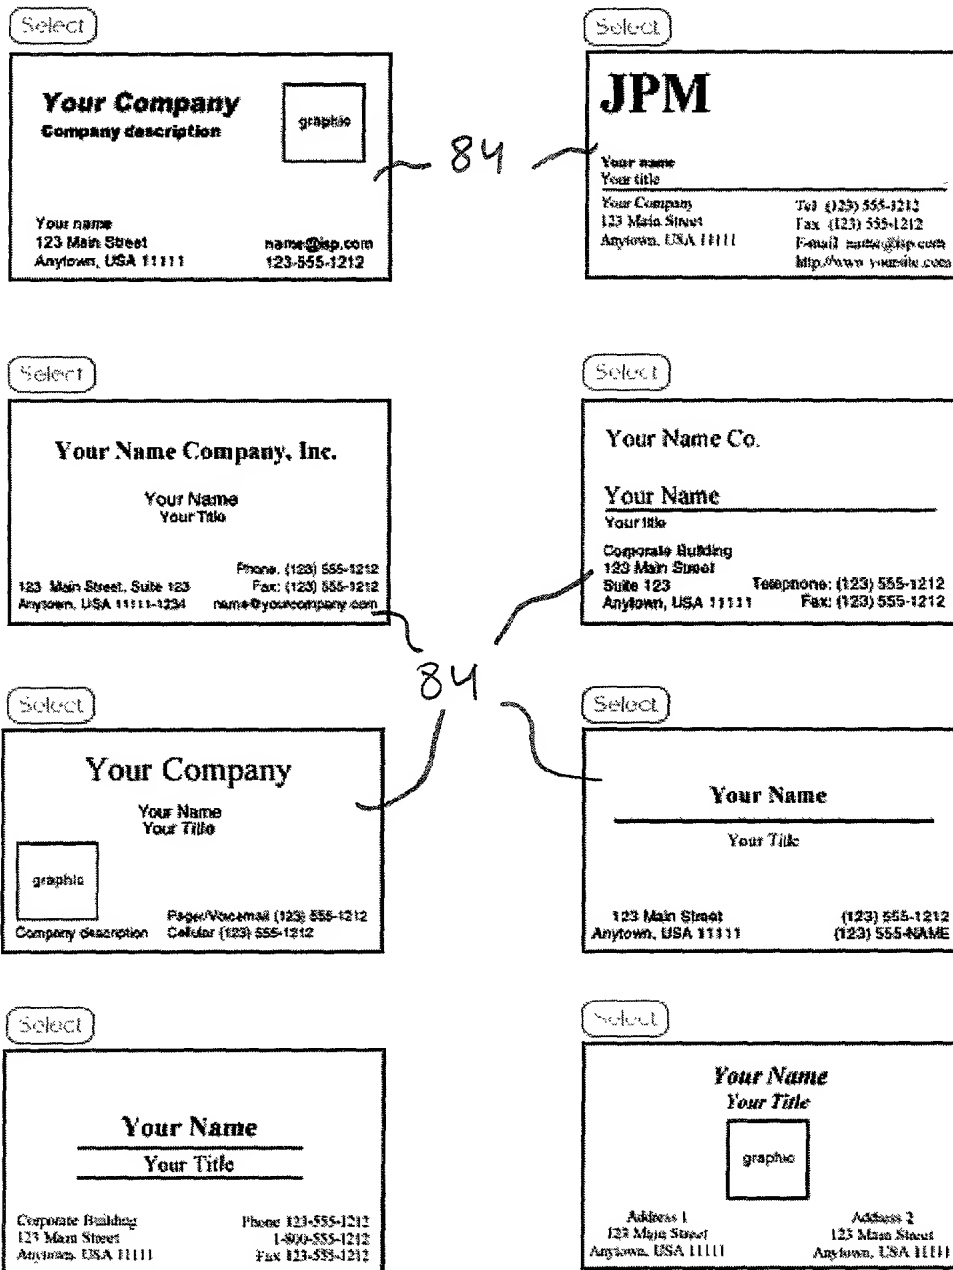 Select
Your Company
Company description
graphic
Your name
123 Main Street
Anytown, USA 11111
name@isp.com
123-555-1212
Select
JPM
Your name
Your title
Your Company
123 Main Street
Anytown, USA 11111
Tel (123) 555-1212
Fax (123) 555-1212
E-mail name@isp.com
http://www.yoursite.com
84
Select
Your Name Company, Inc.
Your Name
Your Title
123 Main Street, Suite 123
Anytown, USA 11111-1234
Phone: (123) 555-1212
Fax: (123) 555-1212
name@yourcompany.com
Select
Your Name Co.
Your Name
Your title
Corporate Building
123 Main Street
Suite 123
Anytown, USA 11111
Telephone: (123) 555-1212
Fax: (123) 555-1212
84
Select
Your Company
Your Name
Your Title
graphic
Company description
Pager/Voicemail (123) 555-1212
Cellular (123) 555-1212
Select
Your Name
Your Title
123 Main Street
Anytown, USA 11111
(123) 555-1212
(123) 555-NAME
Select
Your Name
Your Title
Corporate Building
123 Main Street
Anytown, USA 11111
Phone 123-555-1212
1-800-555-1212
Fax 123-555-1212
Select
Your Name
Your Title
graphic
Address 1
123 Main Street
Anytown, USA 11111
Address 2
123 Main Street
Anytown, USA 11111